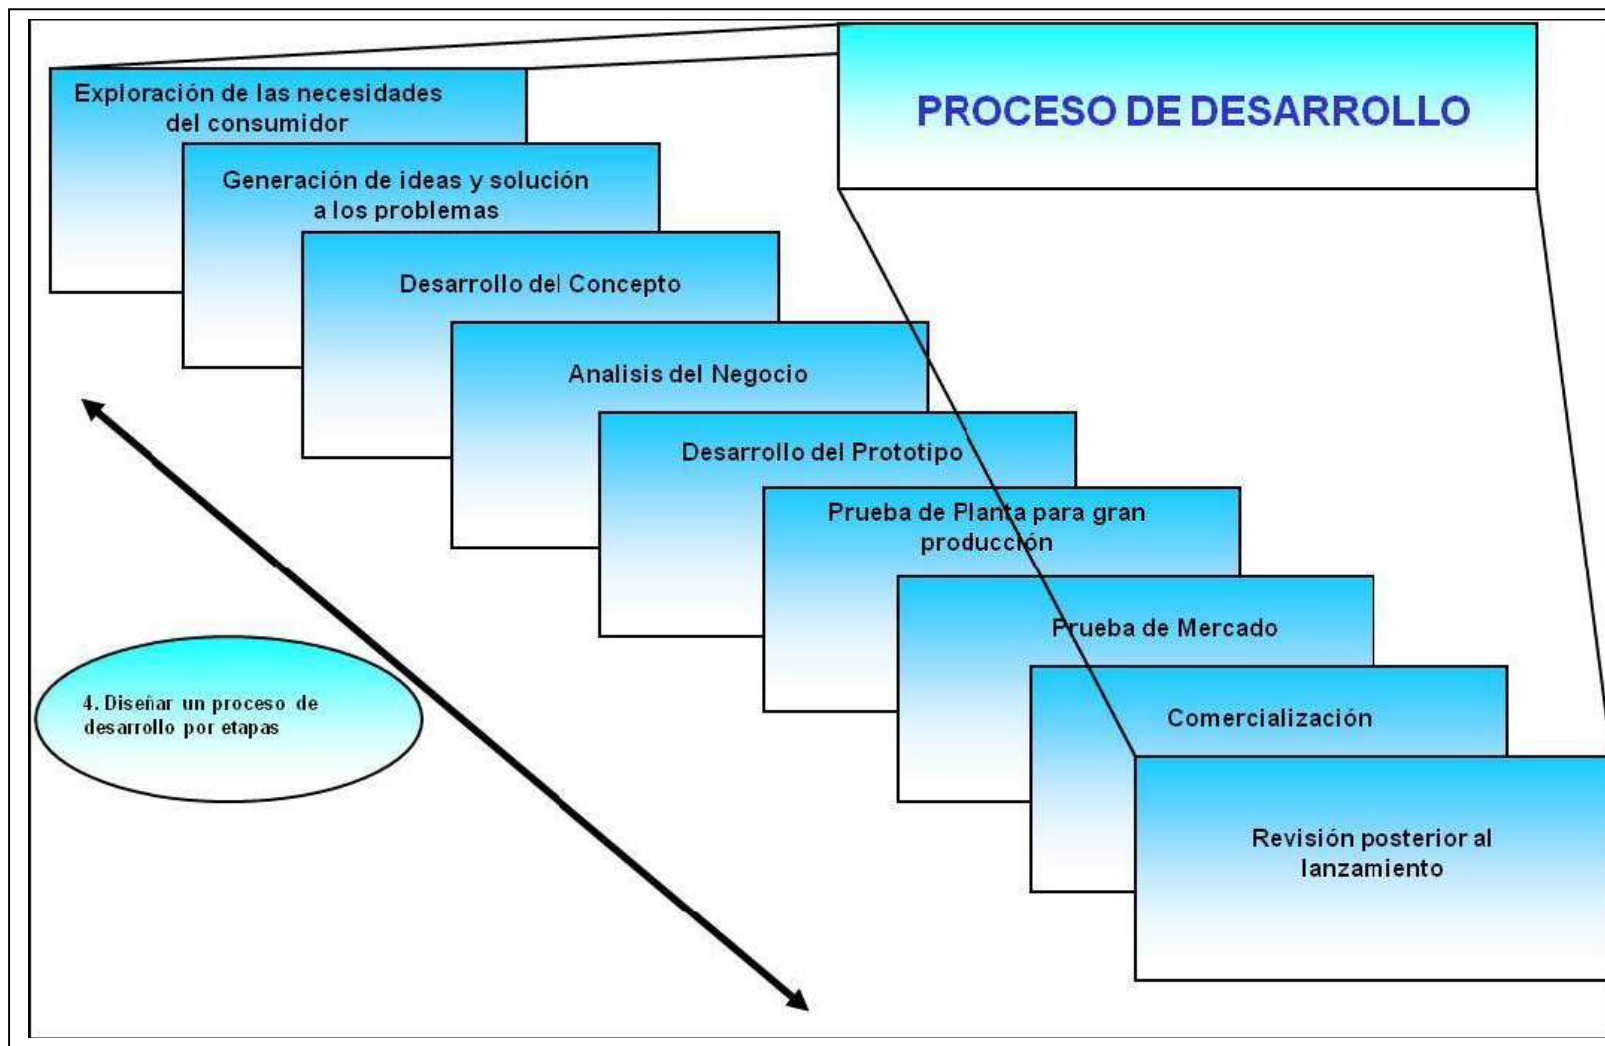 PROCESO DE DESARROLLO
Exploración de las necesidades
del consumidor
Generación de ideas y solución
a los problemas
Desarrollo del Concepto
Analisis del Negocio
Desarrollo del Prototipo
Prueba de Planta para gran
producción
Prueba de Mercado
Comercialización
Revisión posterior al
lanzamiento
4. Diseñar un proceso de
desarrollo por etapas